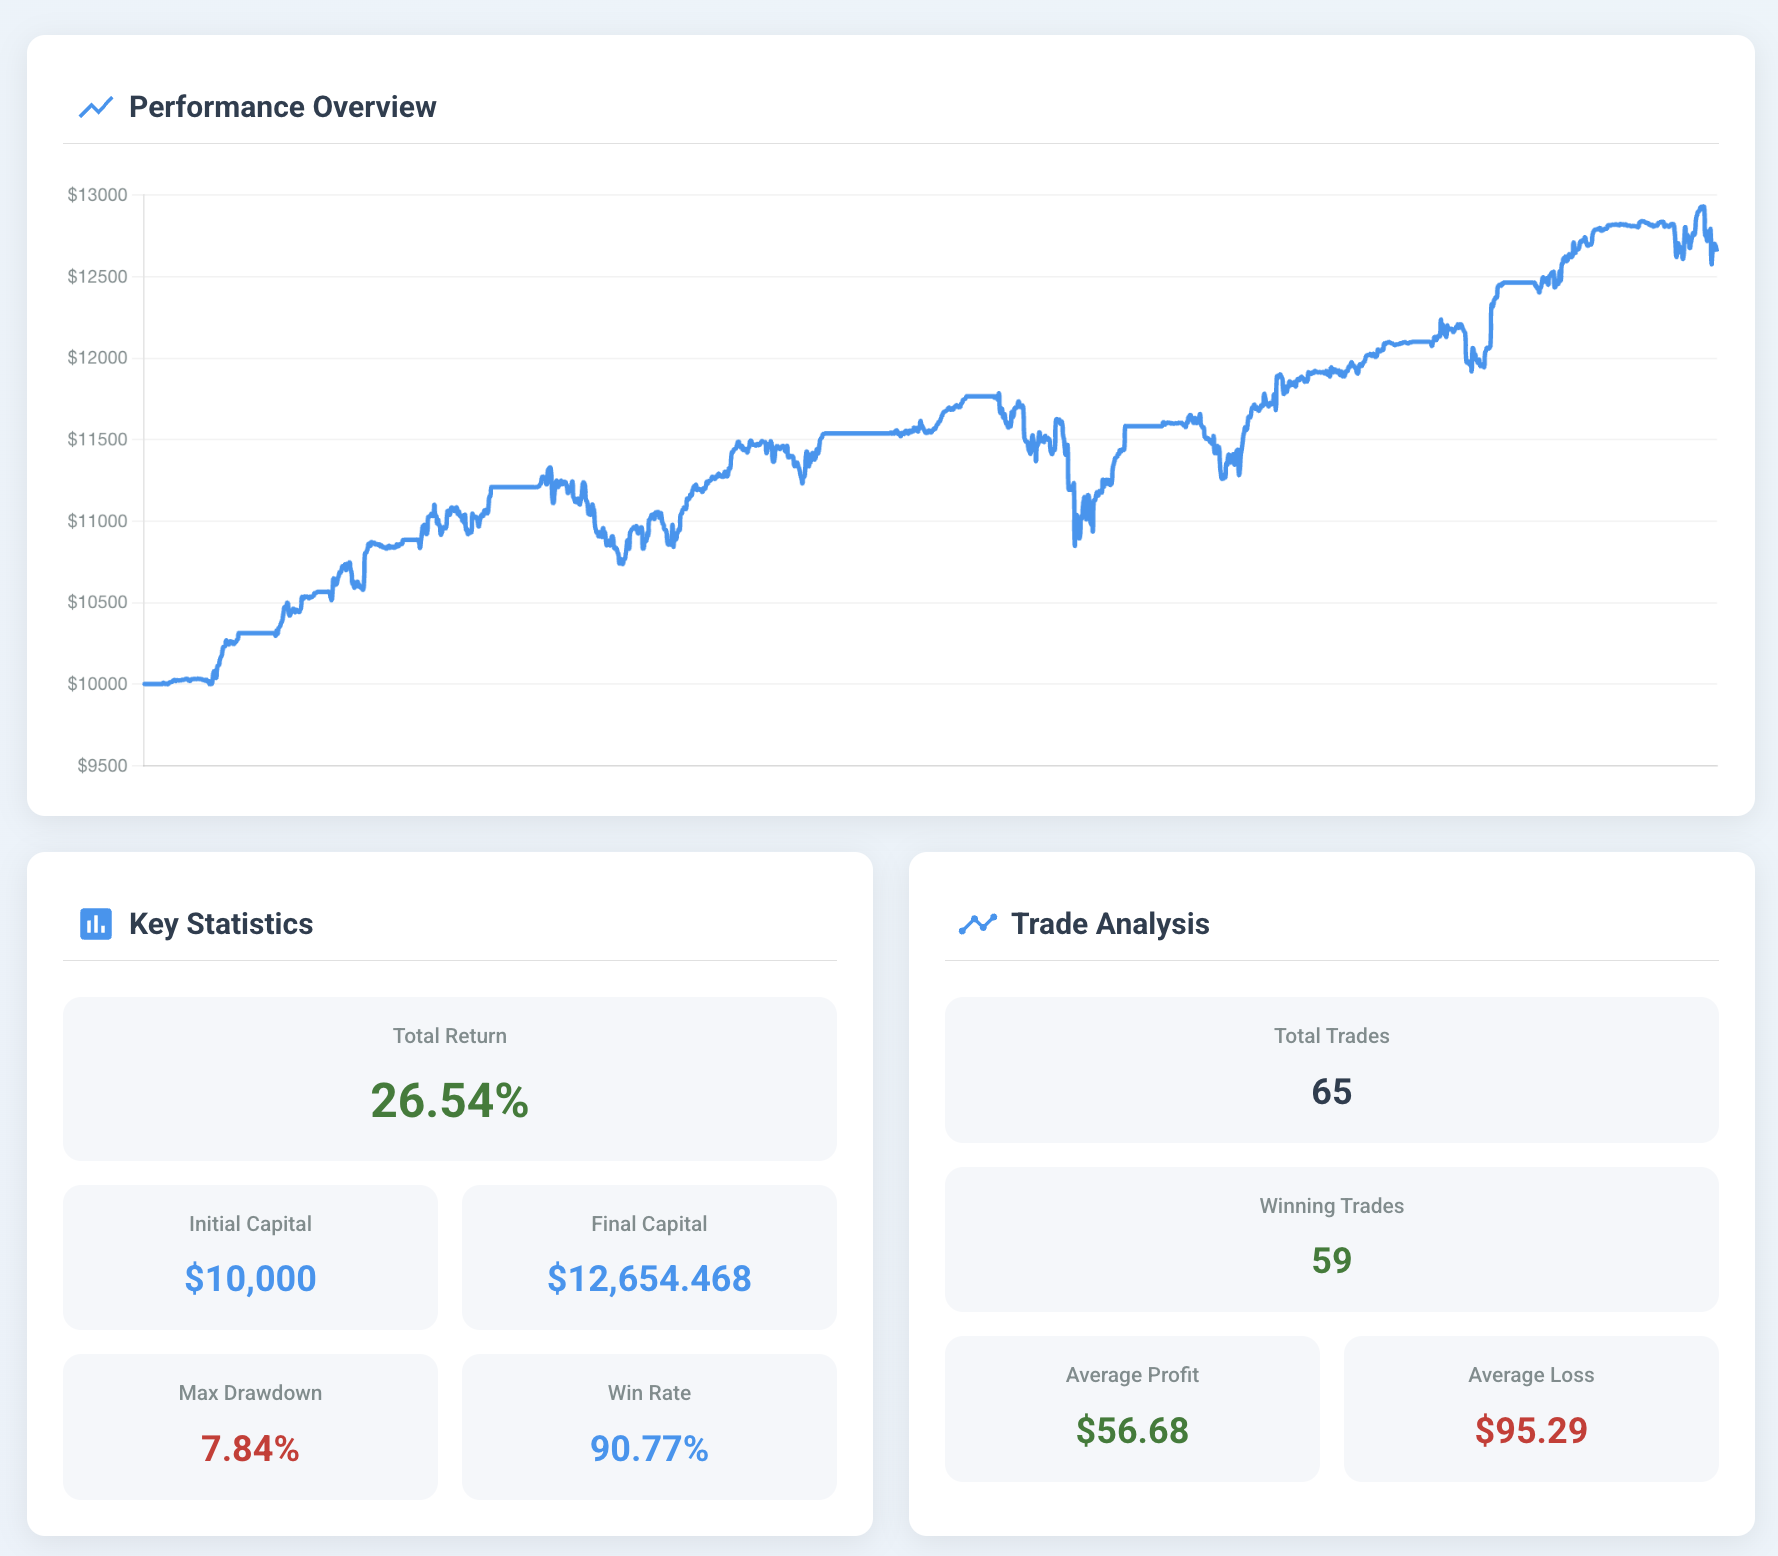 Performance Overview
$13000
$12500
$12000
$11500
$11000
$10500
$10000
$9500
Key Statistics
Total Return
26.54%
Initial Capital
$10,000
Final Capital
$12,654.468
Max Drawdown
7.84%
Win Rate
90.77%
Trade Analysis
Total Trades
65
Winning Trades
59
Average Profit
$56.68
Average Loss
$95.29